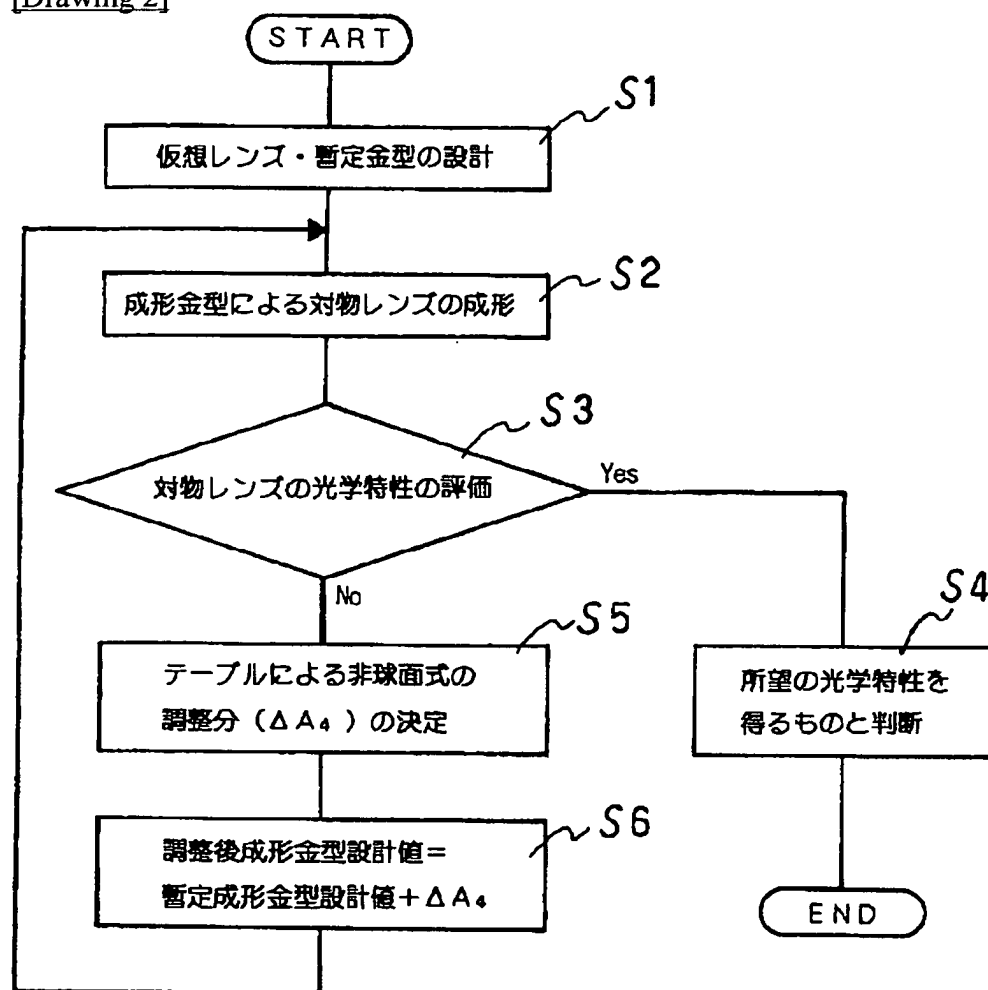 [Drawing 2]
START
S1
仮想レンズ・暫定金型の設計
S2
成形金型による対物レンズの成形
S3
対物レンズの光学特性の評価
Yes
No
S4
所望の光学特性を
得るものと判断
S5
テーブルによる非球面式の
調整分(ΔA₄)の決定
S6
調整後成形金型設計値=
暫定成形金型設計値+ΔA₄
END